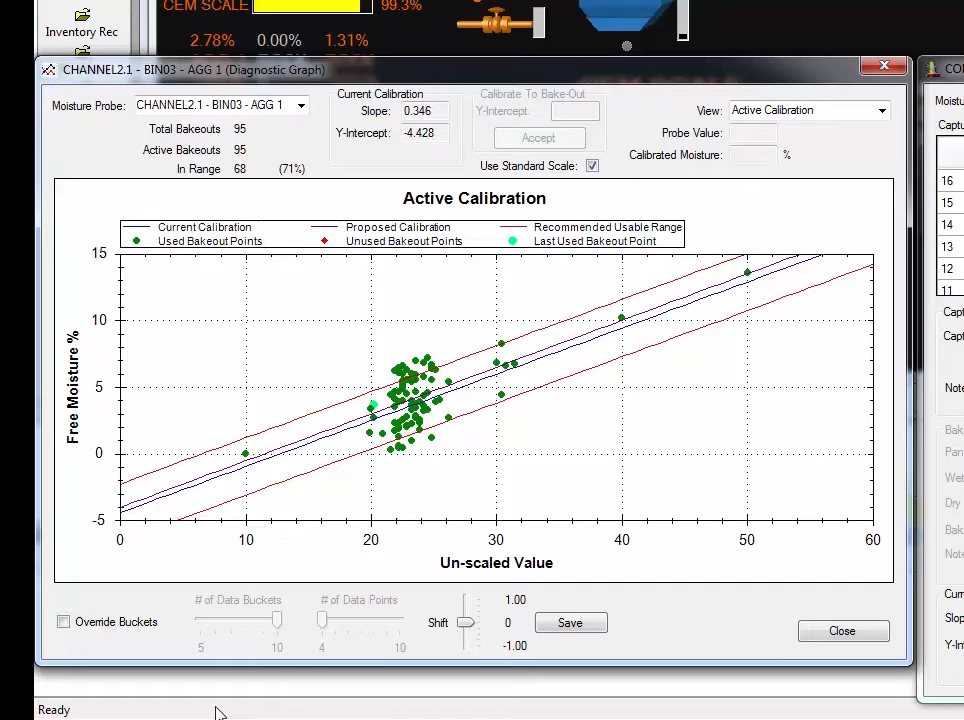 CEM SCALE 99.3%
Inventory Rec
2.78% 0.00% 1.31%
CHANNEL2.1 - BIN03 - AGG 1 (Diagnostic Graph)
Moisture Probe: CHANNEL2.1 - BIN03 - AGG 1
Total Bakeouts 95
Active Bakeouts 95
In Range 68 (71%)
Current Calibration
Slope: 0.346
Y-Intercept: -4.428
Calibrate To Bake-Out
Y-Intercept:
Accept
Use Standard Scale:
View: Active Calibration
Probe Value:
Calibrated Moisture: %
Active Calibration
Current Calibration Proposed Calibration Recommended Usable Range
Used Bakeout Points Unused Bakeout Points Last Used Bakeout Point
15
10
5
0
-5
Free Moisture %
0 10 20 30 40 50 60
Un-scaled Value
Override Buckets
# of Data Buckets
5 10
# of Data Points
4 10
Shift
1.00
0
-1.00
Save
Close
Ready
CO
Moistu
Captu
16
15
14
13
12
11
Capt
Capt
Note
Bak
Pan
Wet
Dry
Bak
Note
Curr
Slop
Y-In